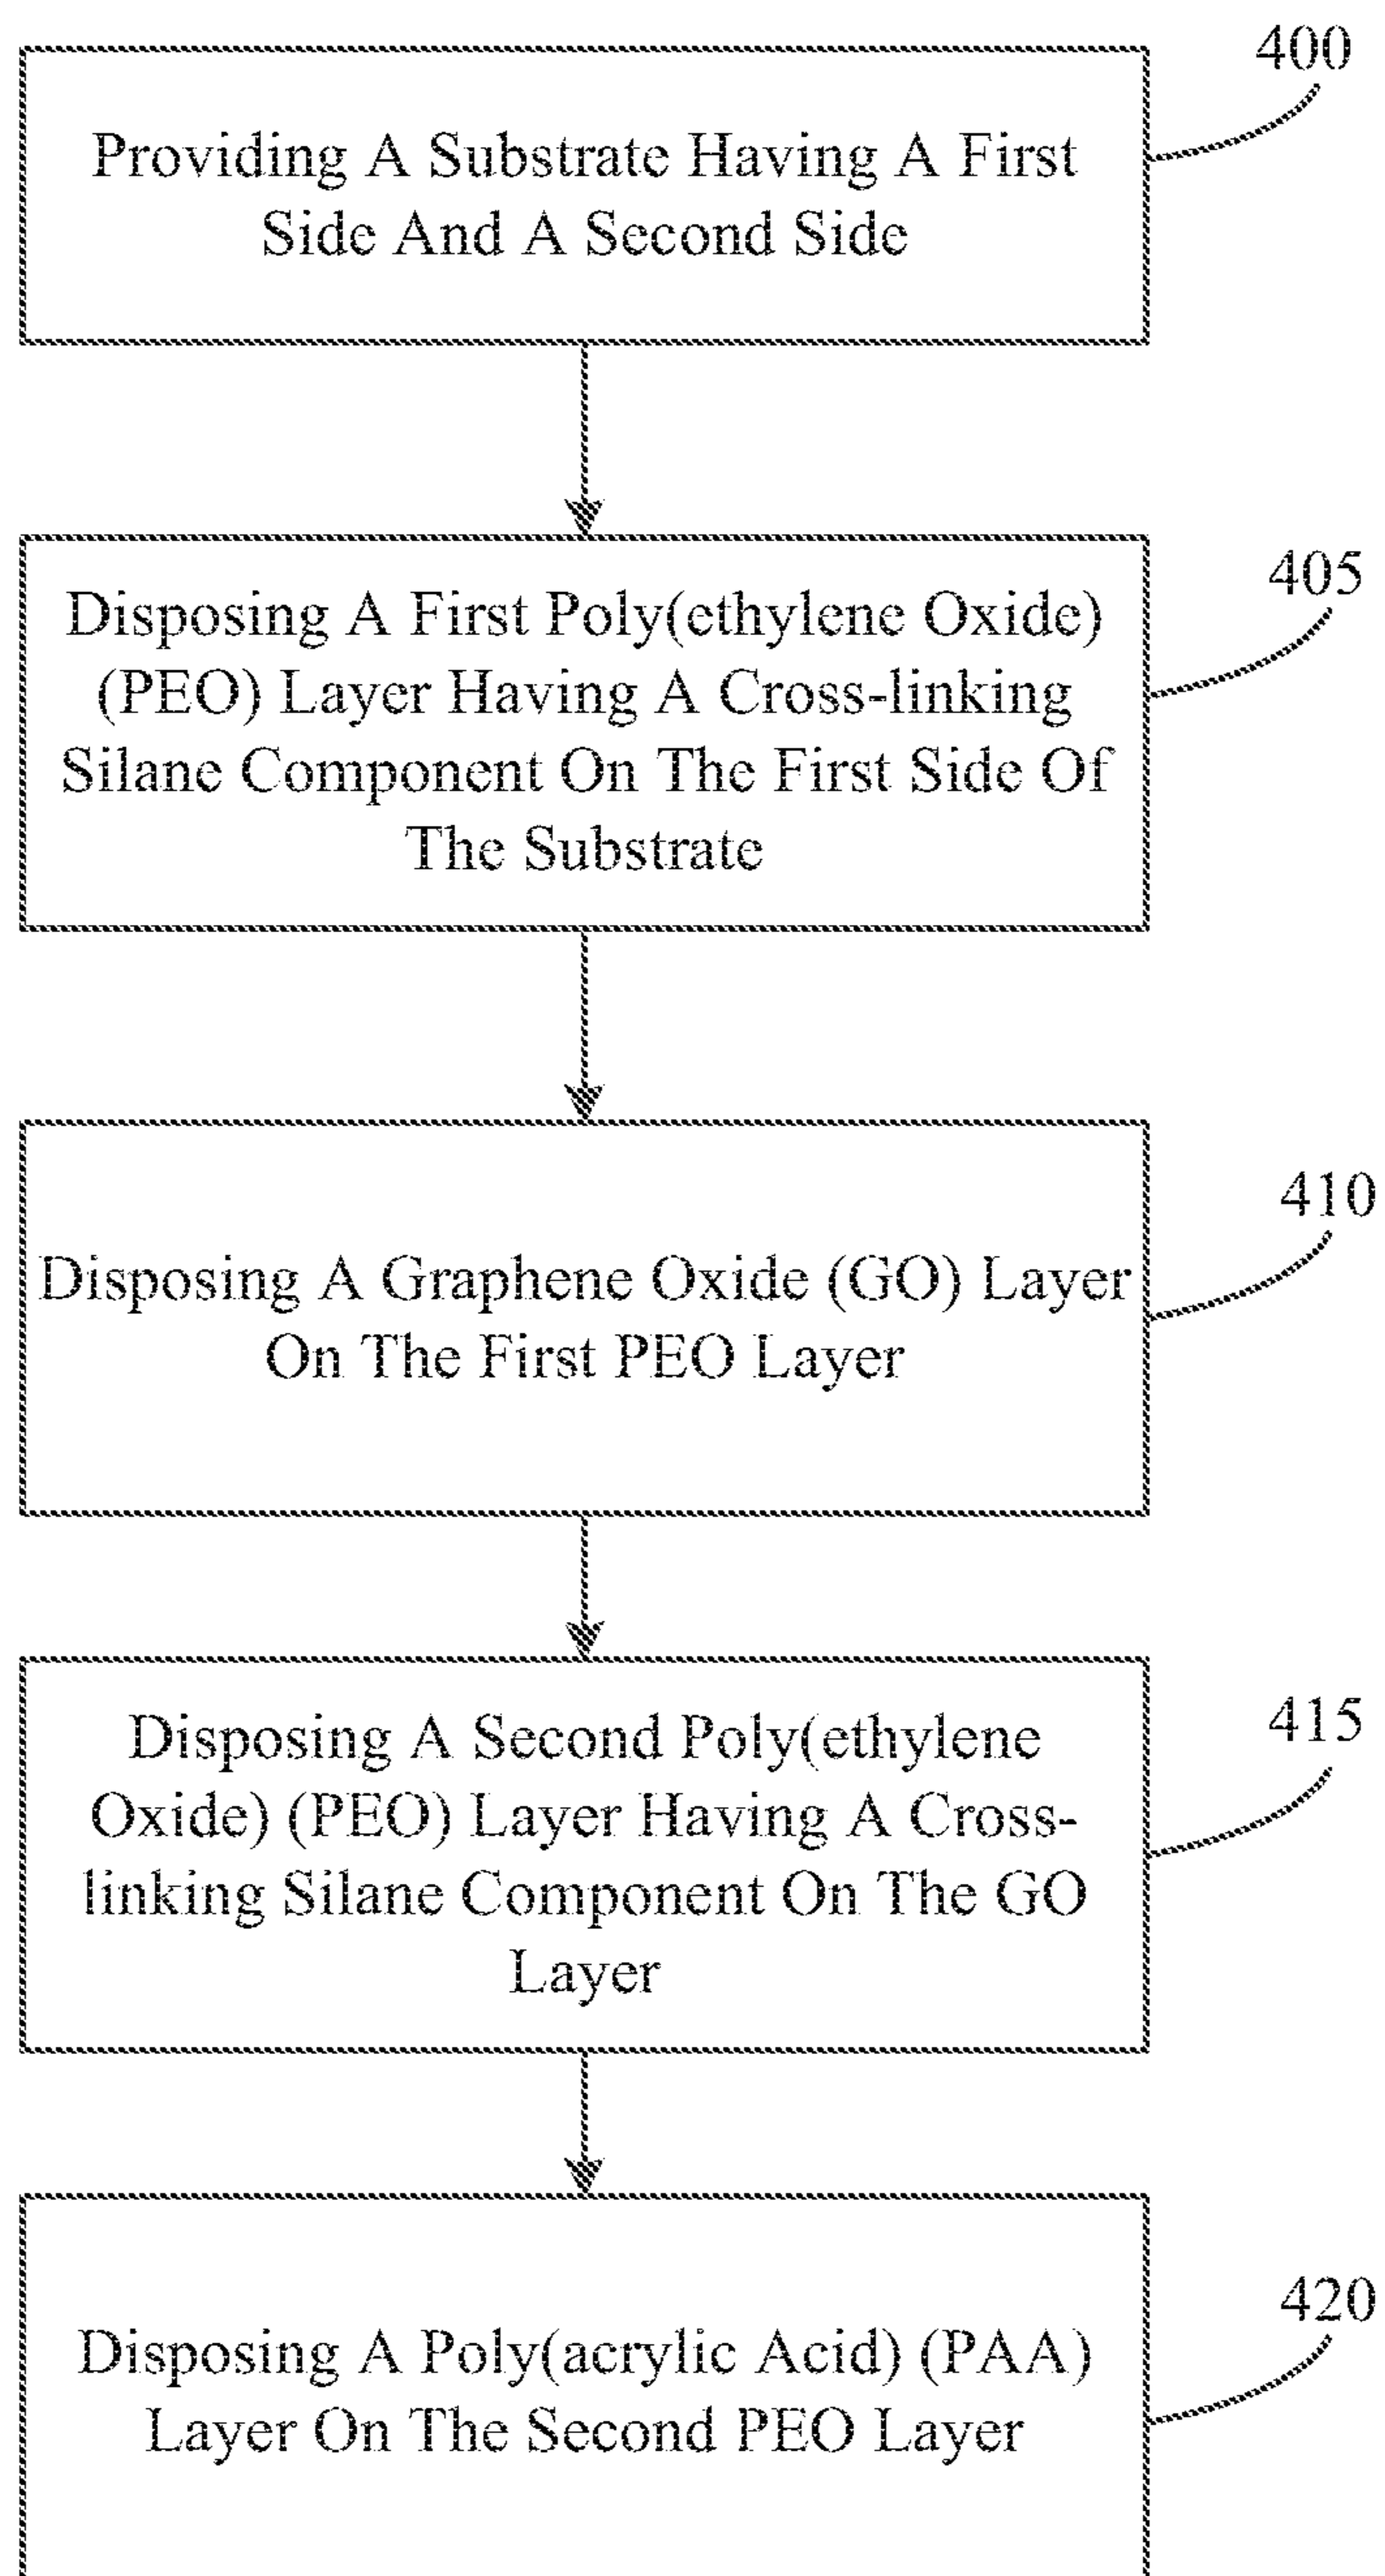 400
Providing A Substrate Having A First
Side And A Second Side
405
Disposing A First Poly(ethylene Oxide)
(PEO) Layer Having A Cross-linking
Silane Component On The First Side Of
The Substrate
410
Disposing A Graphene Oxide (GO) Layer
On The First PEO Layer
415
Disposing A Second Poly(ethylene
Oxide) (PEO) Layer Having A Cross-
linking Silane Component On The GO
Layer
420
Disposing A Poly(acrylic Acid) (PAA)
Layer On The Second PEO Layer